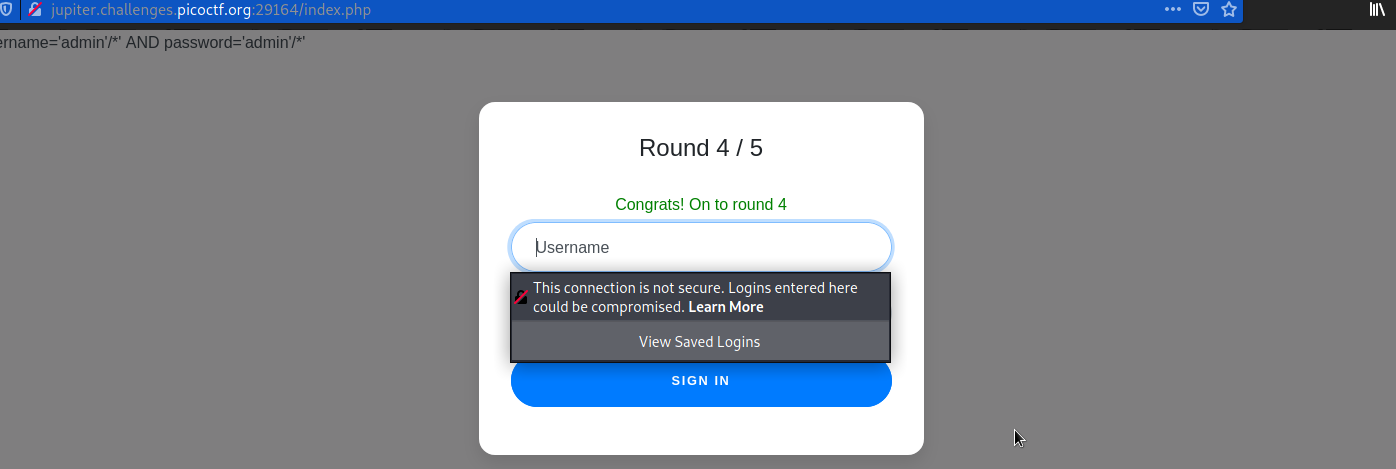 jupiter.challenges.picoctf.org:29164/index.php
ername='admin'/*' AND password='admin'/*'
Round 4 / 5
Congrats! On to round 4
Username
This connection is not secure. Logins entered here
could be compromised. Learn More
View Saved Logins
SIGN IN